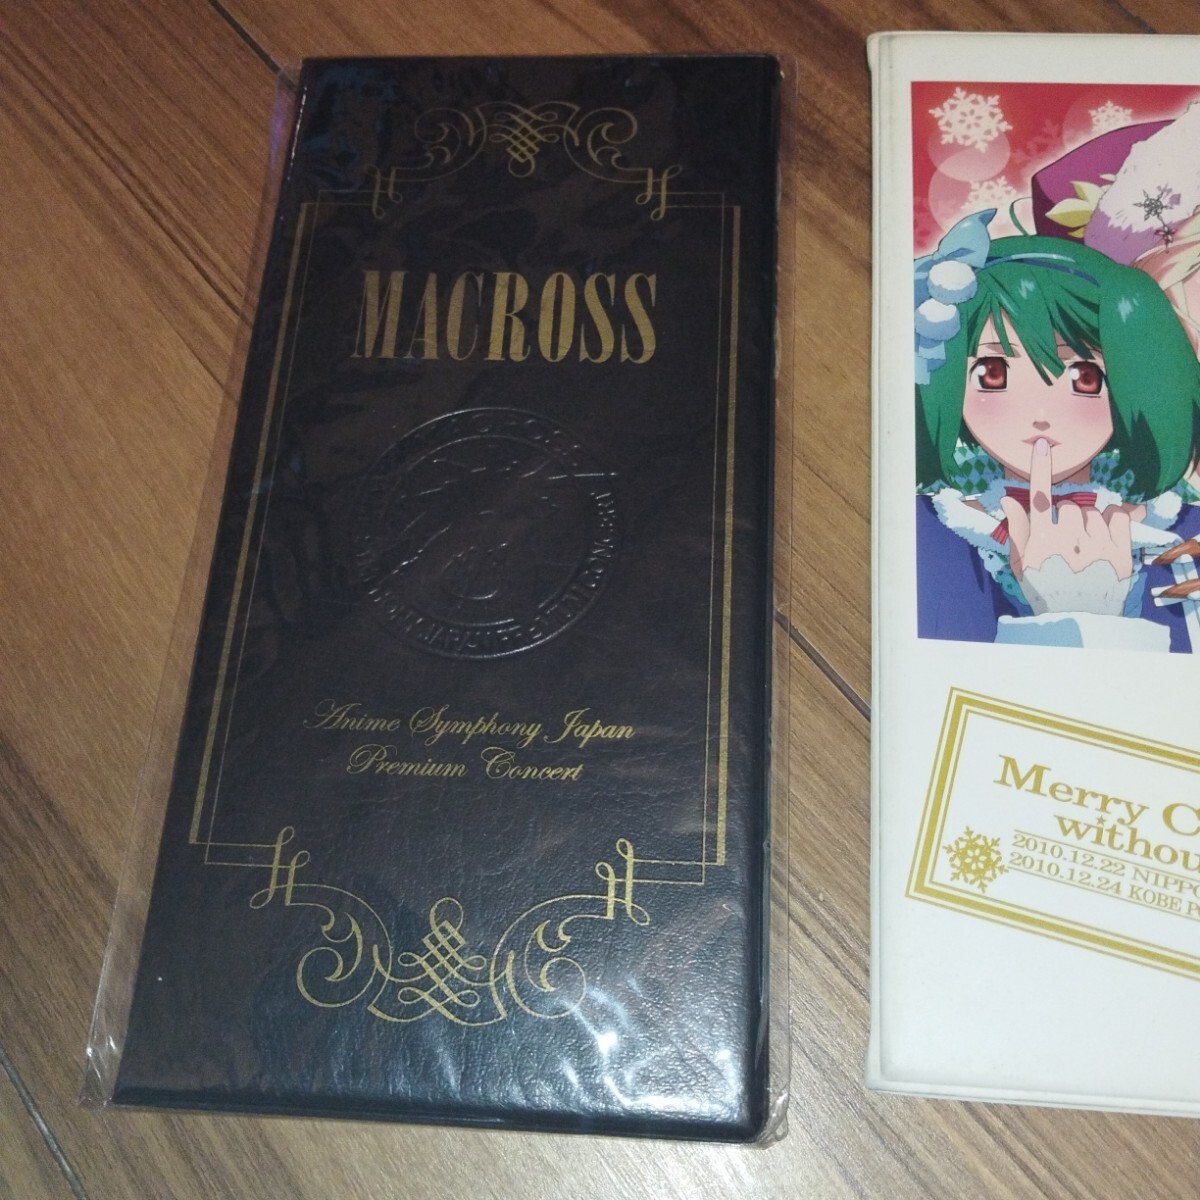 MACROSS
Anime Symphony Japan
Premium Concert
Merry C
withou
2010.12.22 NIPPO
2010.12.24 KOBE P